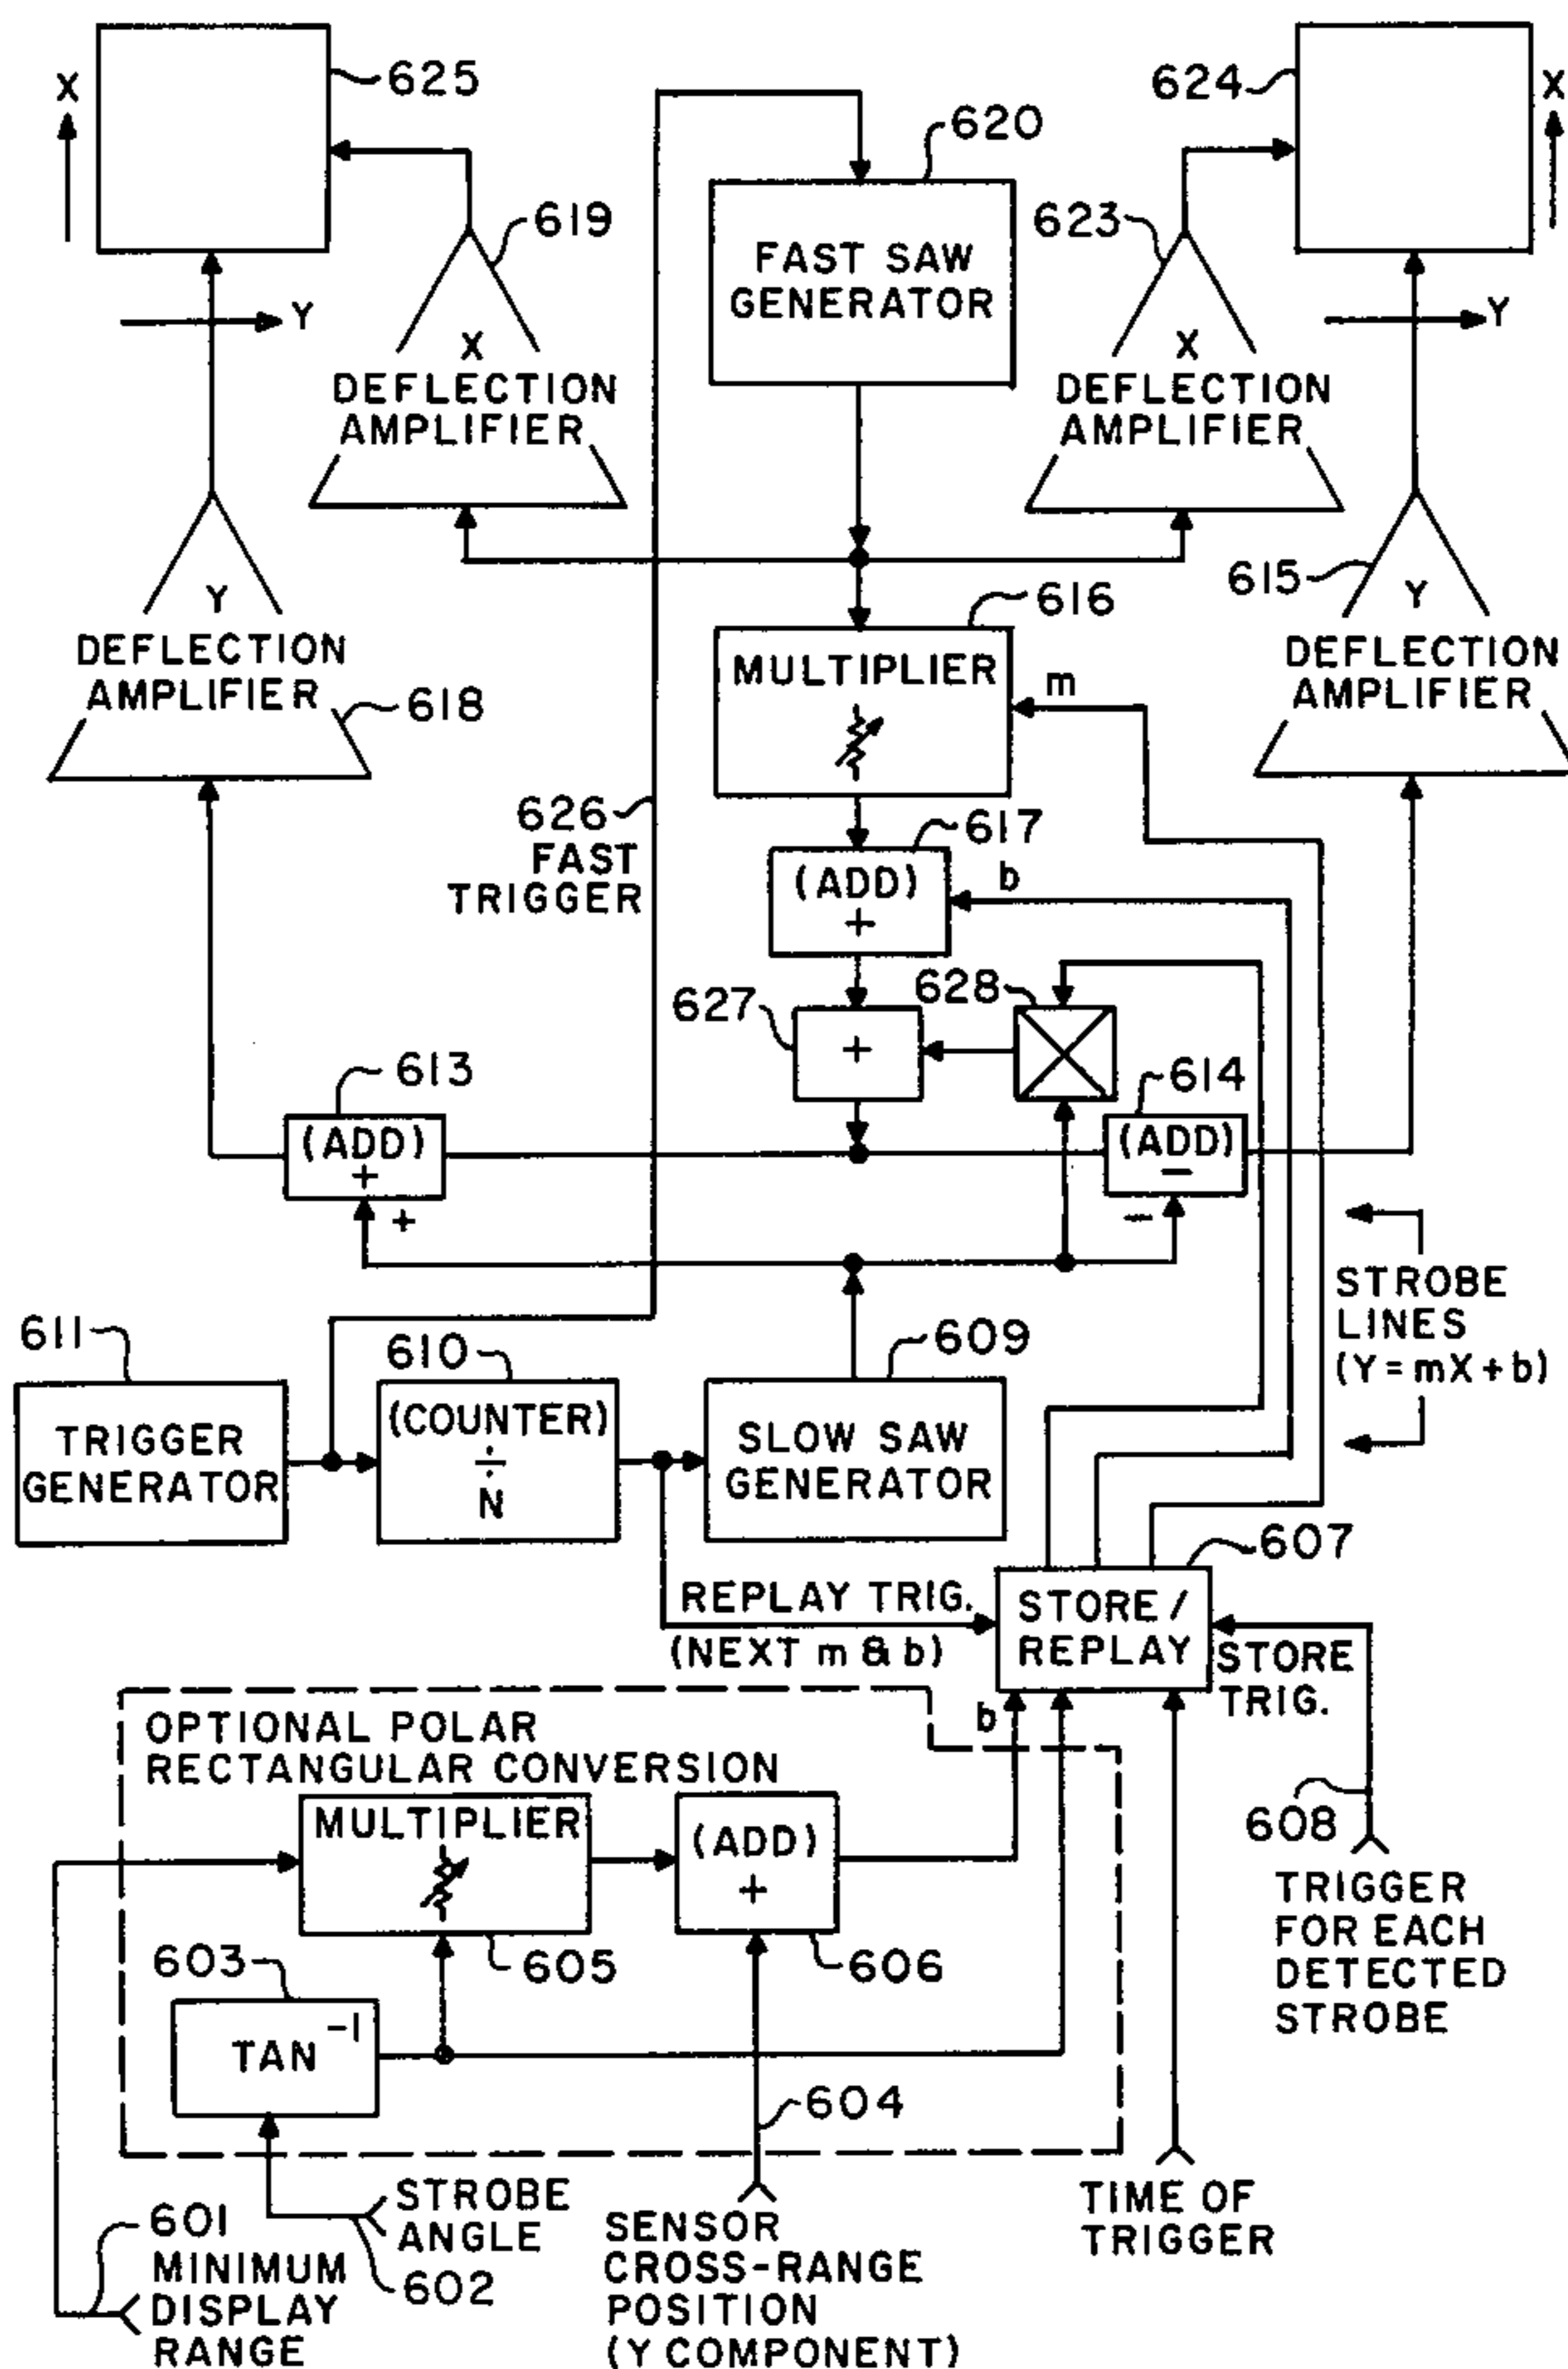 X
625
624
X
620
619
623
FAST SAW
GENERATOR
Y
Y
X
DEFLECTION
AMPLIFIER
X
DEFLECTION
AMPLIFIER
615
616
Y
DEFLECTION
AMPLIFIER
618
MULTIPLIER
m
Y
DEFLECTION
AMPLIFIER
626
FAST
TRIGGER
617
(ADD)
+
b
627
+
628
613
(ADD)
+
+
614
(ADD)
−
−
STROBE
LINES
(Y = mX + b)
611
TRIGGER
GENERATOR
610
(COUNTER)
÷
N
609
SLOW SAW
GENERATOR
607
REPLAY TRIG.
(NEXT m & b)
STORE /
REPLAY
STORE
TRIG.
b
OPTIONAL POLAR
RECTANGULAR CONVERSION
MULTIPLIER
(ADD)
+
608
TRIGGER
FOR EACH
DETECTED
STROBE
603
605
606
TAN -1
604
601
MINIMUM
DISPLAY
RANGE
STROBE
ANGLE
602
SENSOR
CROSS-RANGE
POSITION
(Y COMPONENT)
TIME OF
TRIGGER